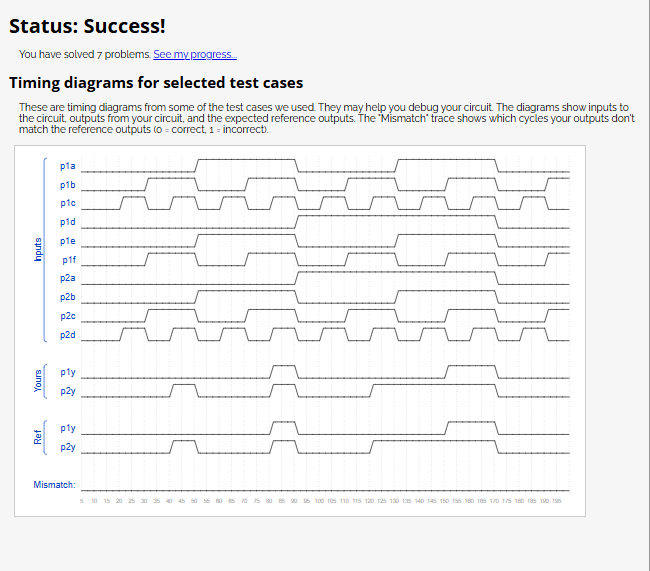 Status: Success!
You have solved 7 problems. See my progress...
Timing diagrams for selected test cases
These are timing diagrams from some of the test cases we used. They may help you debug your circuit. The diagrams show inputs to
the circuit, outputs from your circuit, and the expected reference outputs. The "Mismatch" trace shows which cycles your outputs don't
match the reference outputs (0 = correct, 1 = incorrect).
Inputs
p1a
p1b
p1c
p1d
p1e
p1f
p2a
p2b
p2c
p2d
Yours
p1y
p2y
Ref
p1y
p2y
Mismatch:
5 10 15 20 25 30 35 40 45 50 55 60 65 70 75 80 85 90 95 100 105 110 115 120 125 130 135 140 145 150 155 160 165 170 175 180 185 190 195